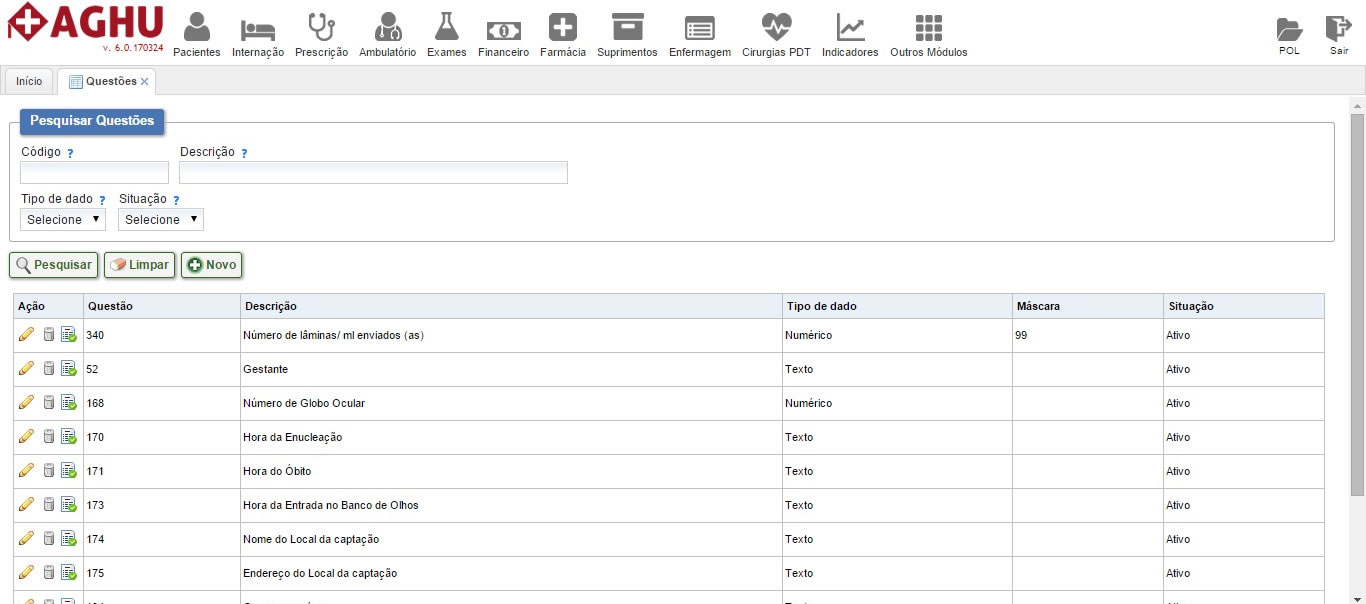 AGHU
v. 6.0.170324
Pacientes Internação Prescrição Ambulatório Exames Financeiro Farmácia Suprimentos Enfermagem Cirurgias PDT Indicadores Outros Módulos POL Sair
Início Questões
Pesquisar Questões
Código ? Descrição ?
Tipo de dado ? Situação ?
Selecione Selecione
Pesquisar Limpar Novo
Ação Questão Descrição Tipo de dado Máscara Situação
340 Número de lâminas/ ml enviados (as) Numérico 99 Ativo
52 Gestante Texto Ativo
168 Número de Globo Ocular Numérico Ativo
170 Hora da Enucleação Texto Ativo
171 Hora do Óbito Texto Ativo
173 Hora da Entrada no Banco de Olhos Texto Ativo
174 Nome do Local da captação Texto Ativo
175 Endereço do Local da captação Texto Ativo